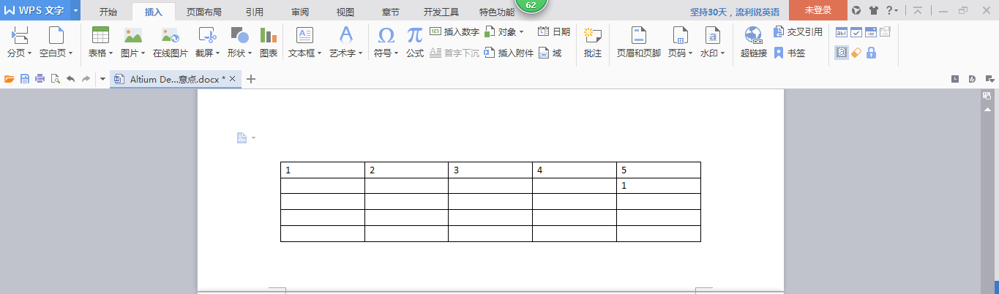 WPS 文字 开始 插入 页面布局 引用 审阅 视图 章节 开发工具 特色功能 62 坚持30天，流利说英语 未登录 ?
插入数字 对象 日期 交叉引用
分页 空白页 表格 图片 在线图片 截屏 形状 图表 文本框 艺术字 符号 公式 首字下沉 插入附件 域 批注 页眉和页脚 页码 水印 超链接 书签
Altium De...意点.docx *
1 2 3 4 5
1